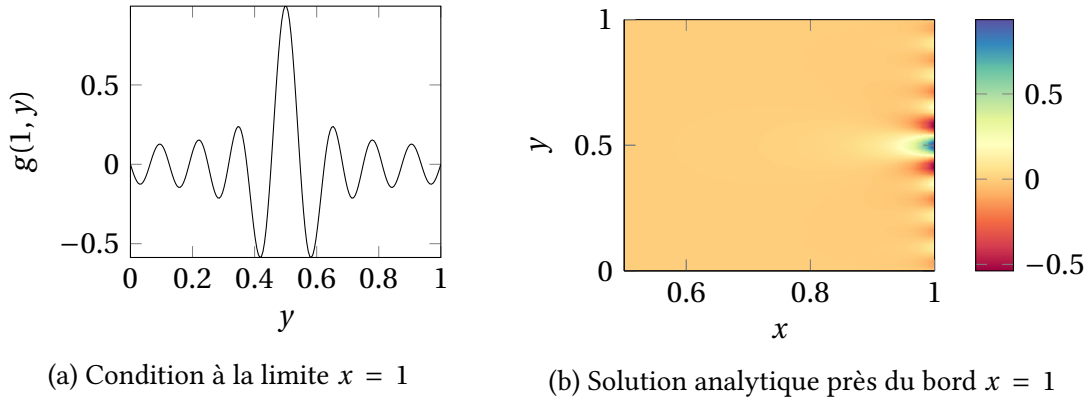 g(1, y)
0.5
0
−0.5
0 0.2 0.4 0.6 0.8 1
y
(a) Condition à la limite x = 1
y
1
0.5
0
0.6 0.8 1
x
0.5
0
−0.5
(b) Solution analytique près du bord x = 1